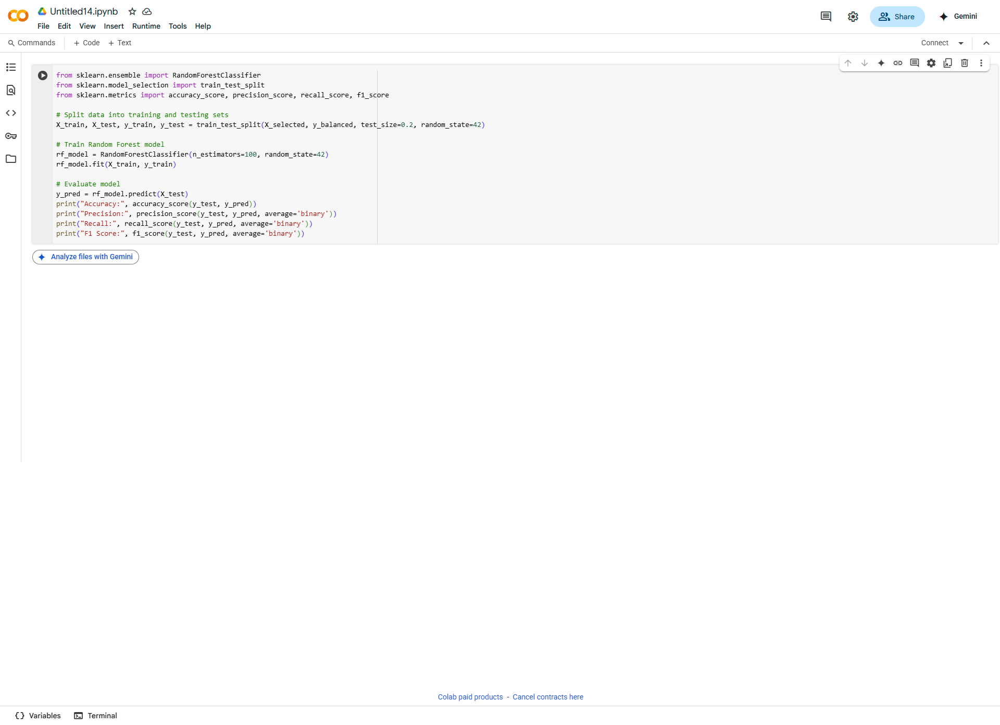 Untitled14.ipynb
File Edit View Insert Runtime Tools Help
Share
Gemini
Commands + Code + Text
Connect
from sklearn.ensemble import RandomForestClassifier
from sklearn.model_selection import train_test_split
from sklearn.metrics import accuracy_score, precision_score, recall_score, f1_score
# Split data into training and testing sets
X_train, X_test, y_train, y_test = train_test_split(X_selected, y_balanced, test_size=0.2, random_state=42)
# Train Random Forest model
rf_model = RandomForestClassifier(n_estimators=100, random_state=42)
rf_model.fit(X_train, y_train)
# Evaluate model
y_pred = rf_model.predict(X_test)
print("Accuracy:", accuracy_score(y_test, y_pred))
print("Precision:", precision_score(y_test, y_pred, average='binary'))
print("Recall:", recall_score(y_test, y_pred, average='binary'))
print("F1 Score:", f1_score(y_test, y_pred, average='binary'))
Analyze files with Gemini
Colab paid products - Cancel contracts here
Variables Terminal